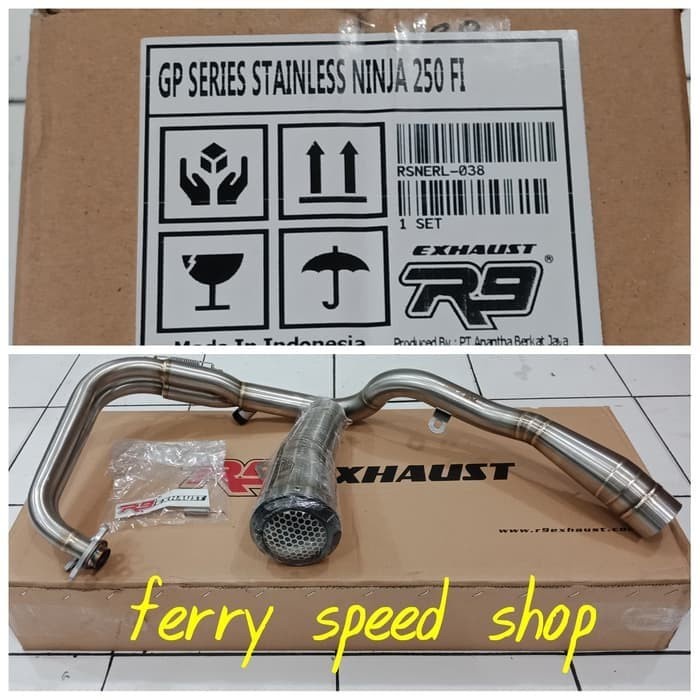 GP SERIES STAINLESS NINJA 250 FI
RSNERL-038
1 SET
EXHAUST
R9®
Made In Indonesia
Produced By : PT Anantha Berkat Jaya
R9 EXHAUST
R9 EXHAUST
www.r9exhaust.com
ferry speed shop